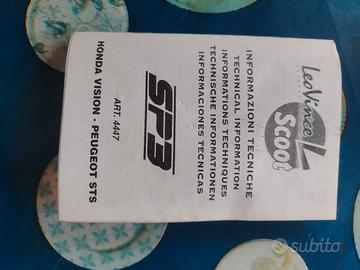 LeoVince
Scoot
INFORMAZIONI TECNICHE
TECHNICAL INFORMATION
INFORMATIONS TECHNIQUES
TECHNISCHE INFORMATIONEN
INFORMACIONES TECNICAS
SP3
ART. 4447
HONDA VISION - PEUGEOT STS
subito